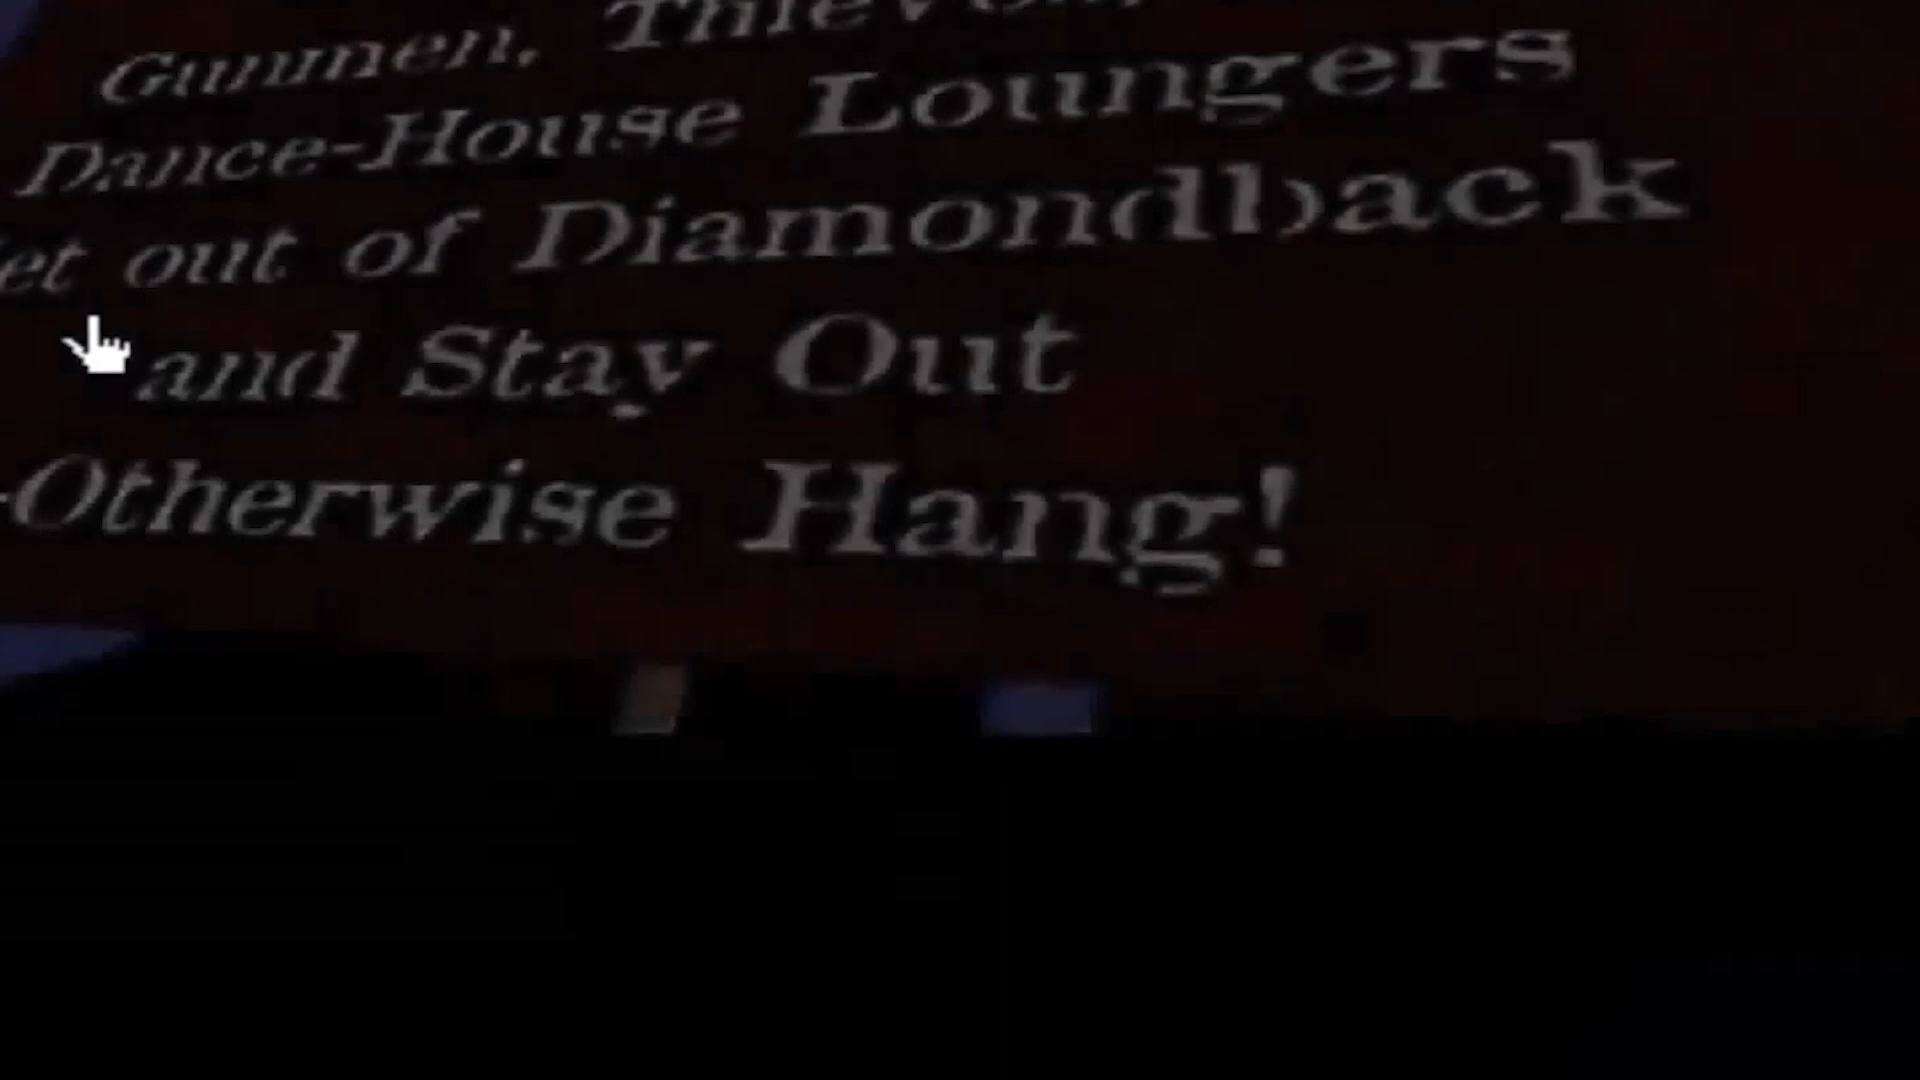 Gunmen,
Dance-House Loungers
out of Diamondback
and Stay Out
-Otherwise Hang!